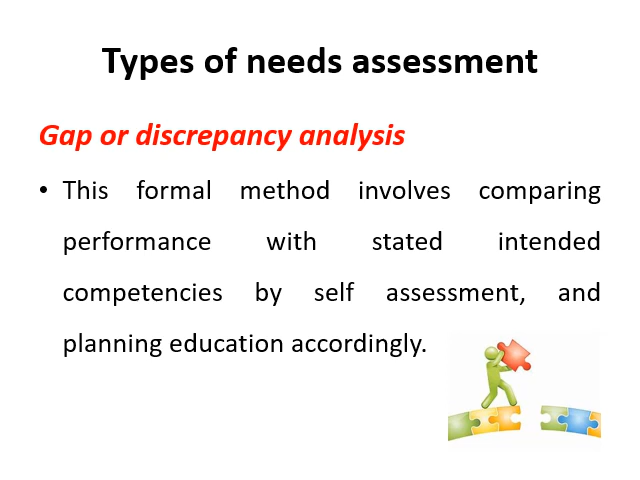 Types of needs assessment
Gap or discrepancy analysis
• This formal method involves comparing
performance with stated intended
competencies by self assessment, and
planning education accordingly.